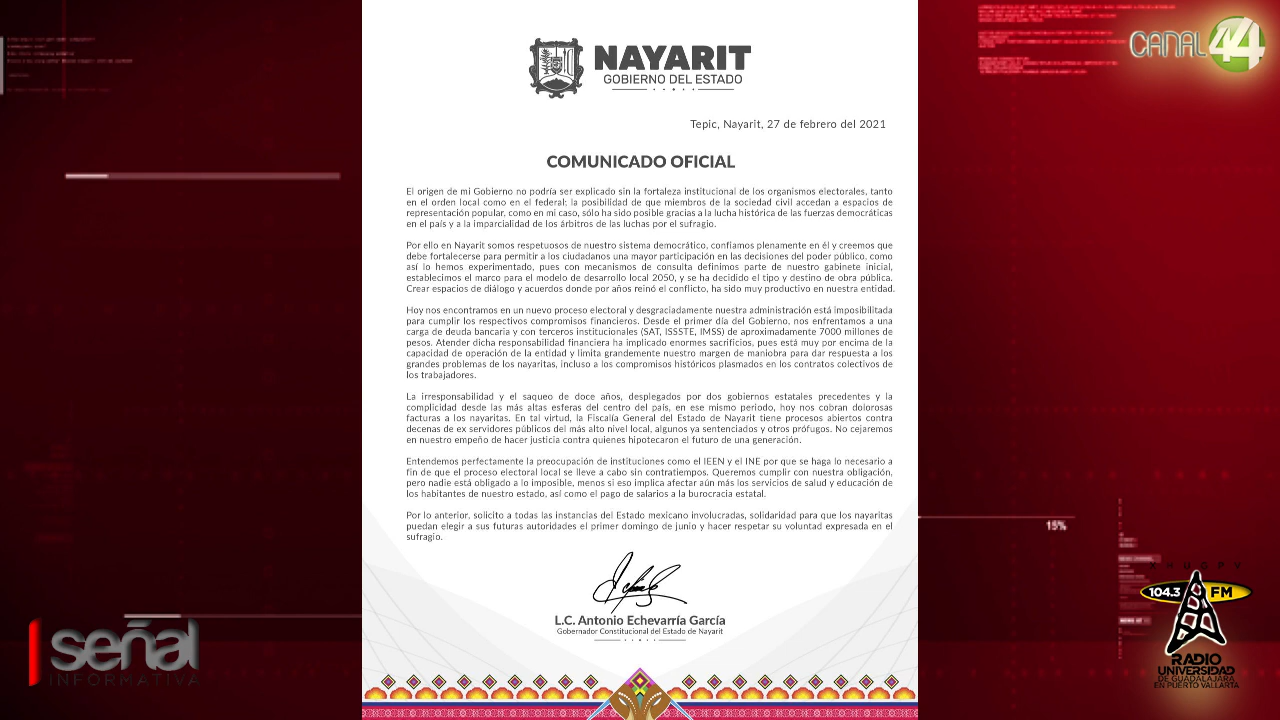 CANAL 44
NAYARIT
GOBIERNO DEL ESTADO
Tepic, Nayarit, 27 de febrero del 2021
COMUNICADO OFICIAL
El origen de mi Gobierno no podría ser explicado sin la fortaleza institucional de los organismos electorales, tanto
en el orden local como en el federal; la posibilidad de que miembros de la sociedad civil accedan a espacios de
representación popular, como en mi caso, sólo ha sido posible gracias a la lucha histórica de las fuerzas democráticas
en el país y a la imparcialidad de los árbitros de las luchas por el sufragio.
Por ello en Nayarit somos respetuosos de nuestro sistema democrático, confiamos plenamente en él y creemos que
debe fortalecerse para permitir a los ciudadanos una mayor participación en las decisiones del poder público, como
así lo hemos experimentado, pues con mecanismos de consulta definimos parte de nuestro gabinete inicial,
establecimos el marco para el modelo de desarrollo local 2050, y se ha decidido el tipo y destino de obra pública.
Crear espacios de diálogo y acuerdos donde por años reinó el conflicto, ha sido muy productivo en nuestra entidad.
Hoy nos encontramos en un nuevo proceso electoral y desgraciadamente nuestra administración está imposibilitada
para cumplir los respectivos compromisos financieros. Desde el primer día del Gobierno, nos enfrentamos a una
carga de deuda bancaria y con terceros institucionales (SAT, ISSSTE, IMSS) de aproximadamente 7000 millones de
pesos. Atender dicha responsabilidad financiera ha implicado enormes sacrificios, pues está muy por encima de la
capacidad de operación de la entidad y limita grandemente nuestro margen de maniobra para dar respuesta a los
grandes problemas de los nayaritas, incluso a los compromisos históricos plasmados en los contratos colectivos de
los trabajadores.
La irresponsabilidad y el saqueo de doce años, desplegados por dos gobiernos estatales precedentes y la
complicidad desde las más altas esferas del centro del país, en ese mismo periodo, hoy nos cobran dolorosas
facturas a los nayaritas. En tal virtud, la Fiscalía General del Estado de Nayarit tiene procesos abiertos contra
decenas de ex servidores públicos del más alto nivel local, algunos ya sentenciados y otros prófugos. No cejaremos
en nuestro empeño de hacer justicia contra quienes hipotecaron el futuro de una generación.
Entendemos perfectamente la preocupación de instituciones como el IEEN y el INE por que se haga lo necesario a
fin de que el proceso electoral local se lleve a cabo sin contratiempos. Queremos cumplir con nuestra obligación,
pero nadie está obligado a lo imposible, menos si eso implica afectar aún más los servicios de salud y educación de
los habitantes de nuestro estado, así como el pago de salarios a la burocracia estatal.
Por lo anterior, solicito a todas las instancias del Estado mexicano involucradas, solidaridad para que los nayaritas
puedan elegir a sus futuras autoridades el primer domingo de junio y hacer respetar su voluntad expresada en el
sufragio.
L.C. Antonio Echevarría García
Gobernador Constitucional del Estado de Nayarit
15%
señal
INFORMATIVA
XHUGPV
104.3 FM
RADIO
UNIVERSIDAD
DE GUADALAJARA
EN PUERTO VALLARTA